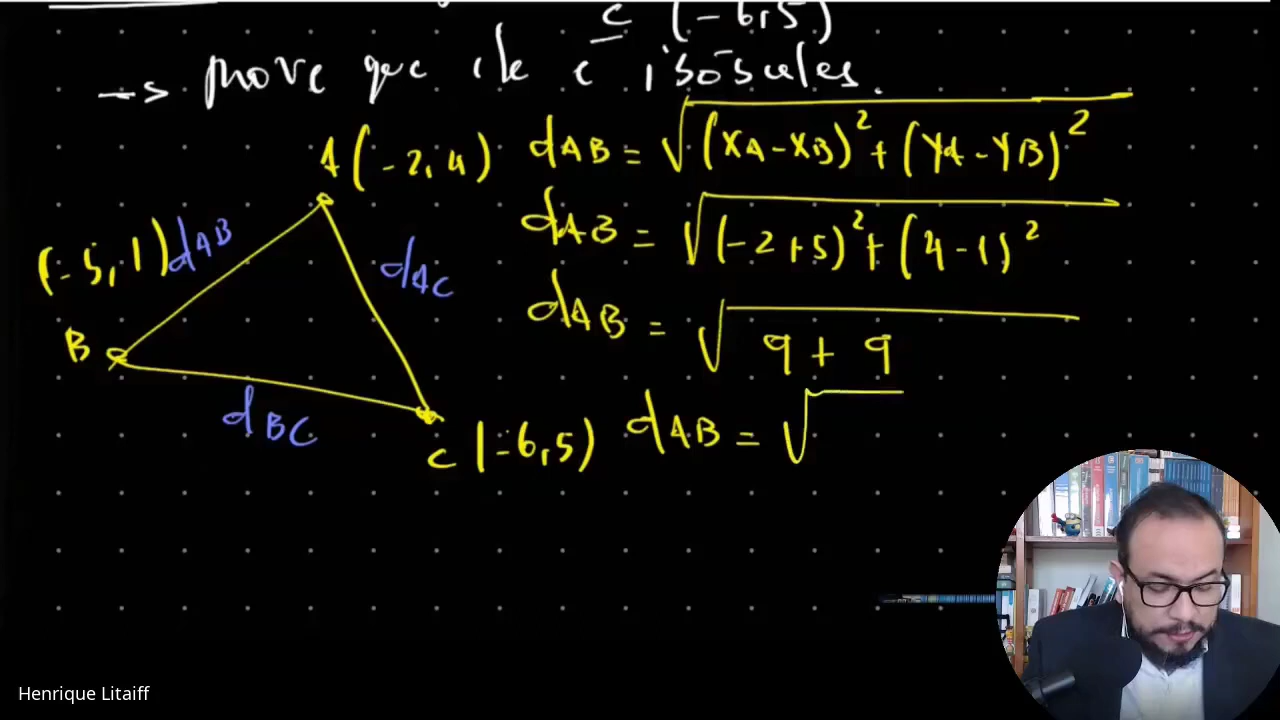 C (-6,5)
→ prove que ele é isósceles.
A(-2,4) dAB = √(XA-XB)² + (YA-YB)²
(-5,1) dAB dAC dAB = √(-2+5)² + (4-1)²
B dAB = √9 + 9
dBC C (-6,5) dAB = √
Henrique Litaiff